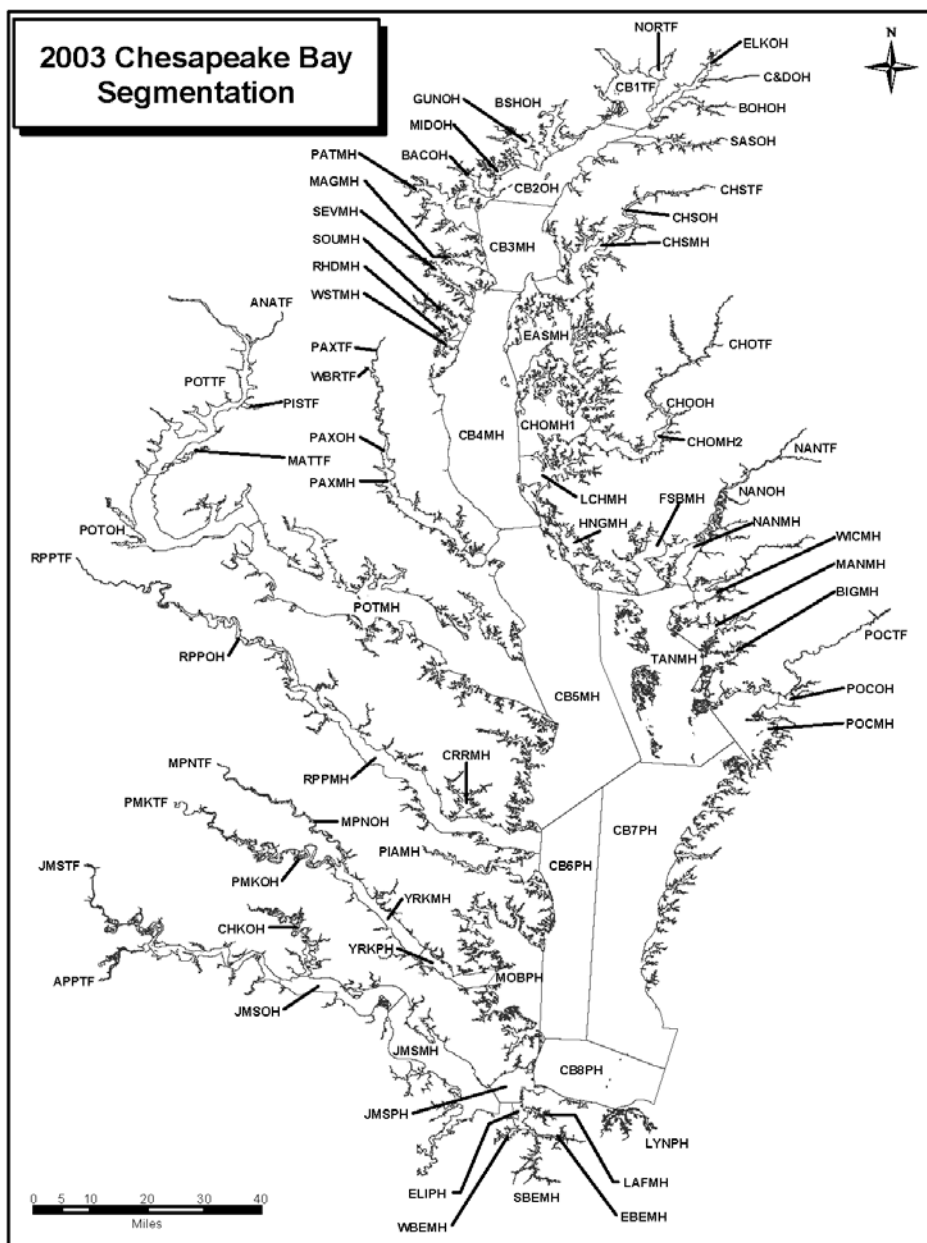 2003 Chesapeake Bay
Segmentation
N
NORTF
ELKOH
CB1TF
C&DOH
BSHOH
GUNOH
BOHOH
MIDOH
SASOH
BACOH
PATMH
CB2OH
MAGMH
CHSTF
SEVMH
CHSOH
SOUMH
CB3MH
CHSMH
RHDMH
WSTMH
ANATF
EASMH
PAXTF
CHOTF
WBRTF
POTTF
PISTF
CHOOH
CHOMH1
PAXOH
CB4MH
CHOMH2
MATTF
NANTF
PAXMH
LCHMH
FSBMH
NANOH
POTOH
HNGMH
NANMH
WICMH
RPPTF
MANMH
POTMH
BIGMH
POCTF
RPPOH
TANMH
CB5MH
POCOH
POCMH
CRRMH
MPNTF
RPPMH
PMKTF
CB7PH
MPNOH
PIAMH
CB6PH
JMSTF
PMKOH
YRKMH
CHKOH
YRKPH
MOBPH
APPTF
JMSOH
JMSMH
CB8PH
JMSPH
LYNPH
LAFMH
ELIPH
SBEMH
EBEMH
WBEMH
0 5 10 20 30 40
Miles